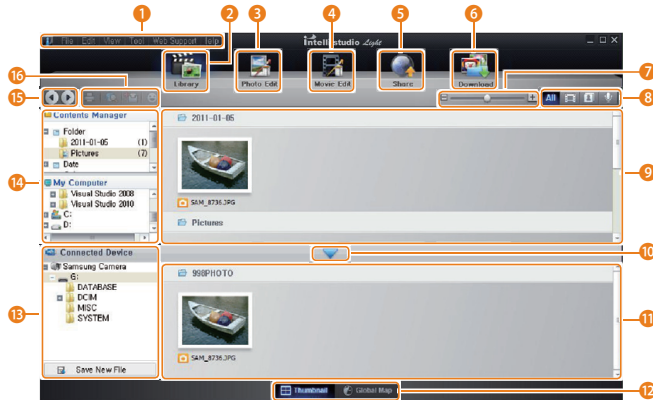 1
2
3
4
5
6
File Edit View Tool Web Support Help
Intelli-studio Light
Library
Photo Edit
Movie Edit
Share
Download
7
16
15
All
8
Contents Manager
Folder
2011-01-05 (1)
Pictures (7)
Date
2011-01-05
SAM_8736.JPG
Pictures
9
14
My Computer
Visual Studio 2008
Visual Studio 2010
C:
D:
10
13
Connected Device
Samsung Camera
G:
DATABASE
DCIM
MISC
SYSTEM
Save New File
998PHOTO
SAM_8736.JPG
11
Thumbnail
Global Map
12